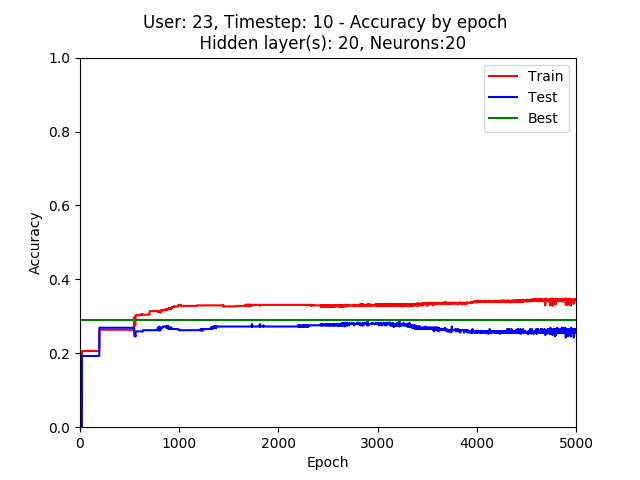 User: 23, Timestep: 10 - Accuracy by epoch
Hidden layer(s): 20, Neurons:20
Train
Test
Best
Accuracy
1.0
0.8
0.6
0.4
0.2
0.0
0 1000 2000 3000 4000 5000
Epoch